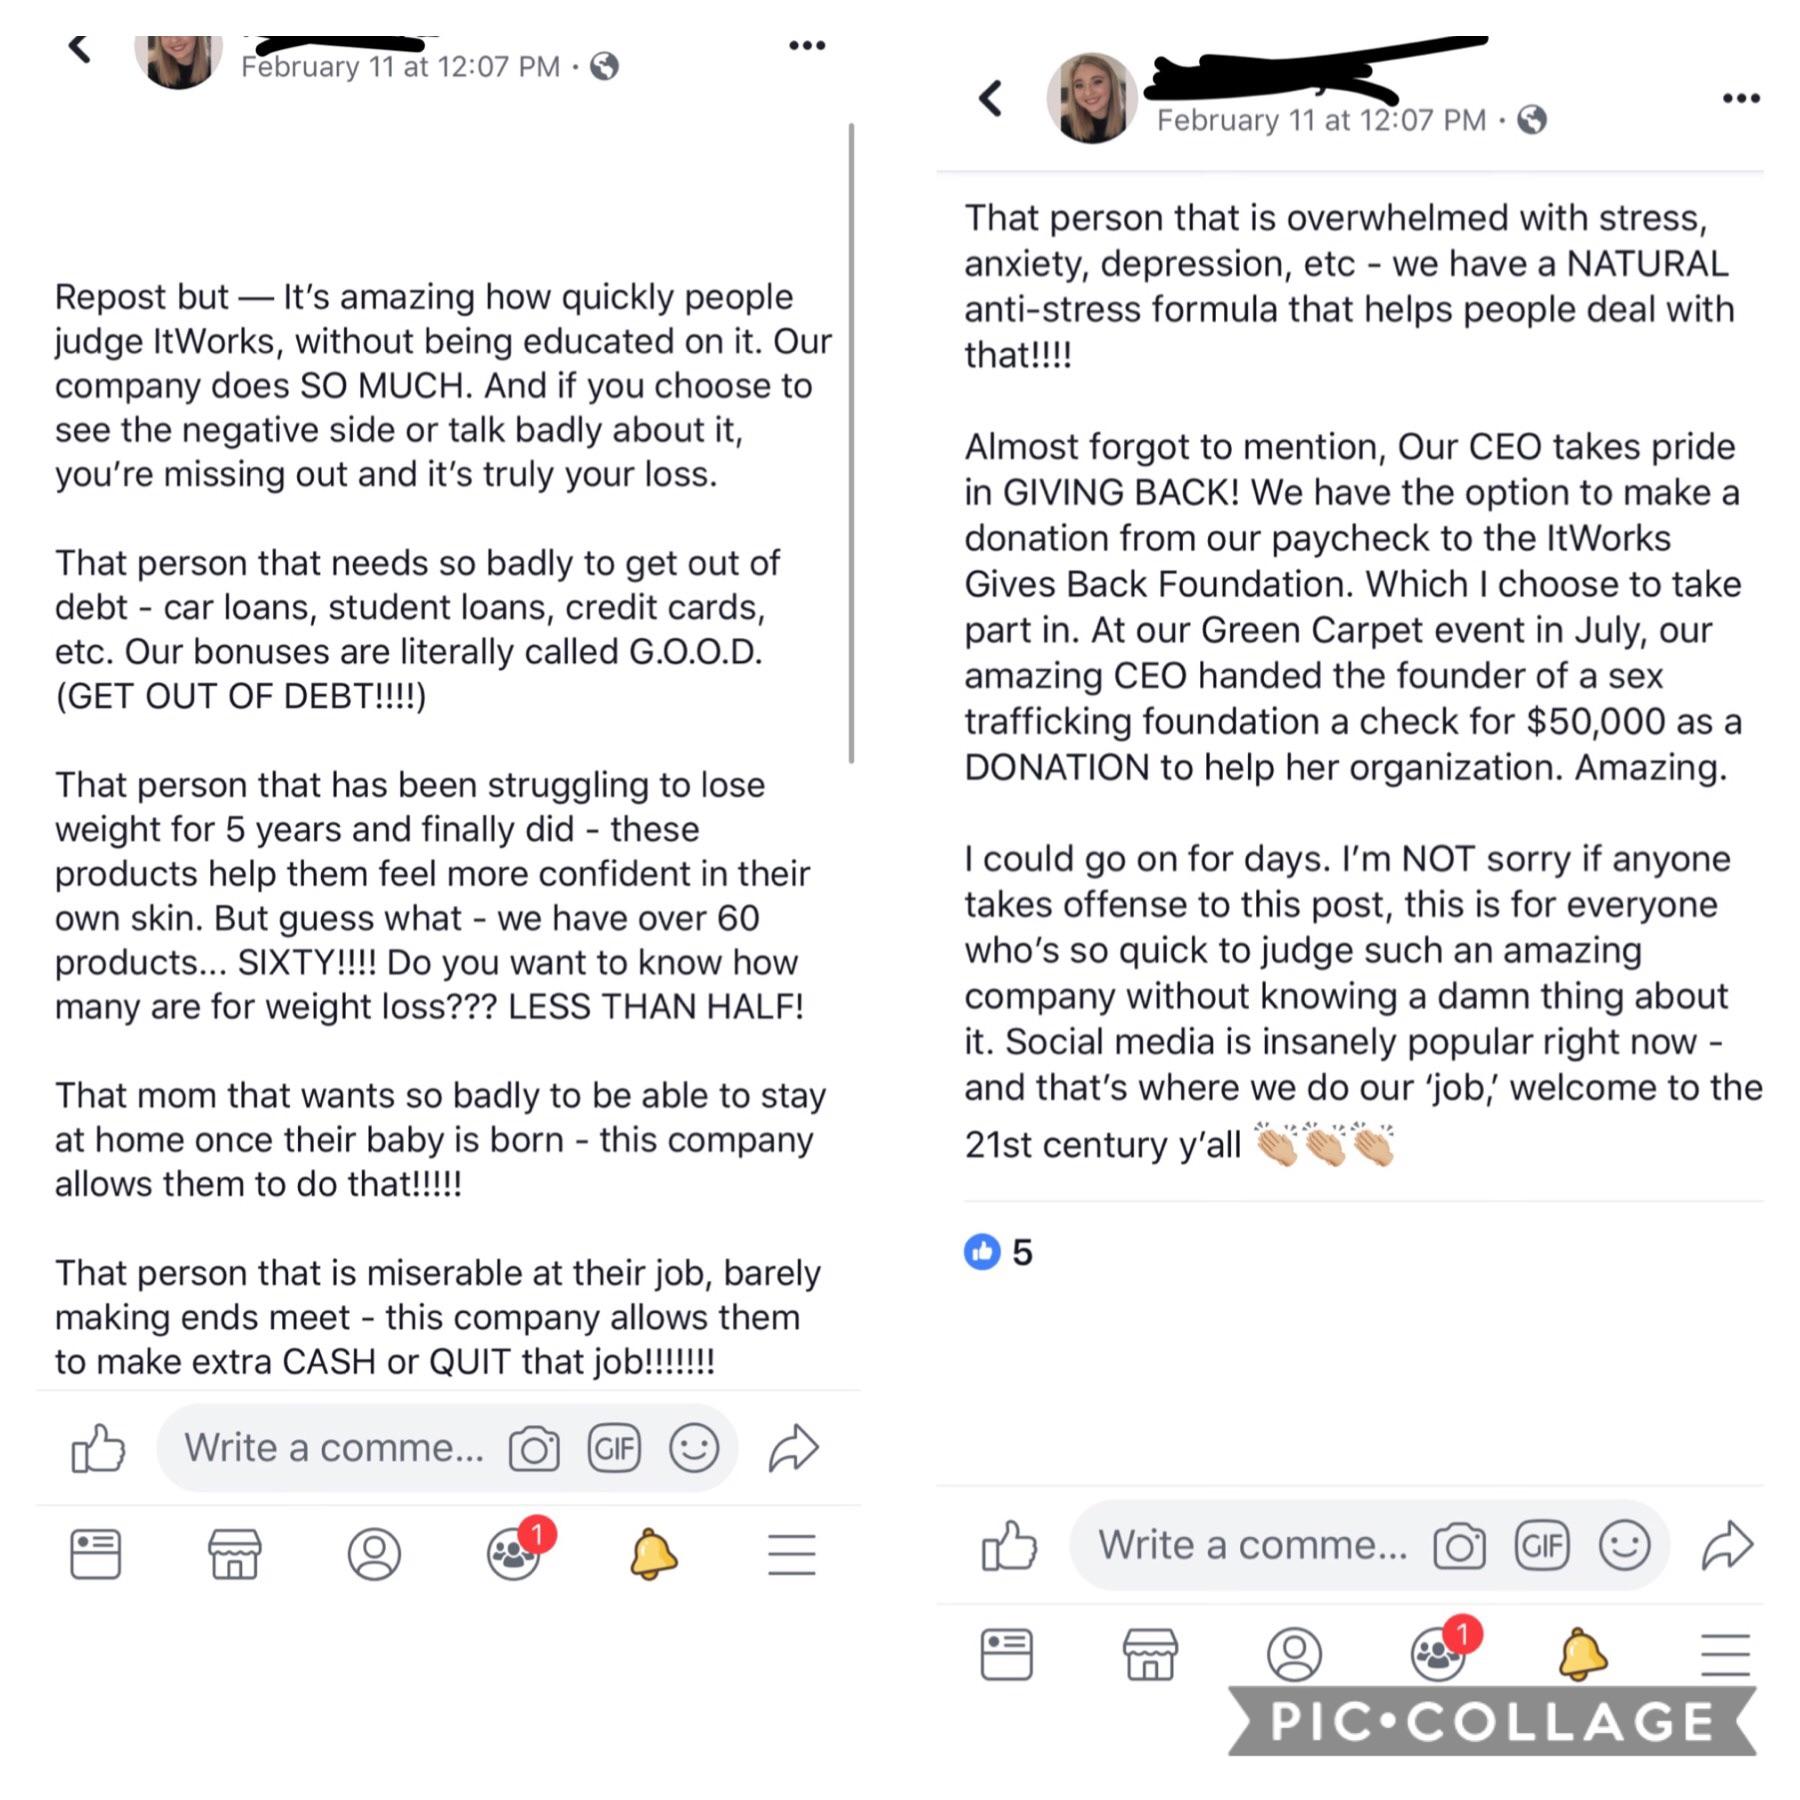 February 11 at 12:07 PM ·
Repost but — It's amazing how quickly people
judge ItWorks, without being educated on it. Our
company does SO MUCH. And if you choose to
see the negative side or talk badly about it,
you're missing out and it's truly your loss.
That person that needs so badly to get out of
debt - car loans, student loans, credit cards,
etc. Our bonuses are literally called G.O.O.D.
(GET OUT OF DEBT!!!!)
That person that has been struggling to lose
weight for 5 years and finally did - these
products help them feel more confident in their
own skin. But guess what - we have over 60
products... SIXTY!!!! Do you want to know how
many are for weight loss??? LESS THAN HALF!
That mom that wants so badly to be able to stay
at home once their baby is born - this company
allows them to do that!!!!!
That person that is miserable at their job, barely
making ends meet - this company allows them
to make extra CASH or QUIT that job!!!!!!!
Write a comme...
GIF
1
February 11 at 12:07 PM ·
That person that is overwhelmed with stress,
anxiety, depression, etc - we have a NATURAL
anti-stress formula that helps people deal with
that!!!!
Almost forgot to mention, Our CEO takes pride
in GIVING BACK! We have the option to make a
donation from our paycheck to the ItWorks
Gives Back Foundation. Which I choose to take
part in. At our Green Carpet event in July, our
amazing CEO handed the founder of a sex
trafficking foundation a check for $50,000 as a
DONATION to help her organization. Amazing.
I could go on for days. I'm NOT sorry if anyone
takes offense to this post, this is for everyone
who's so quick to judge such an amazing
company without knowing a damn thing about
it. Social media is insanely popular right now -
and that's where we do our 'job,' welcome to the
21st century y'all 👏🏼👏🏼👏🏼
5
Write a comme...
GIF
1
PIC•COLLAGE